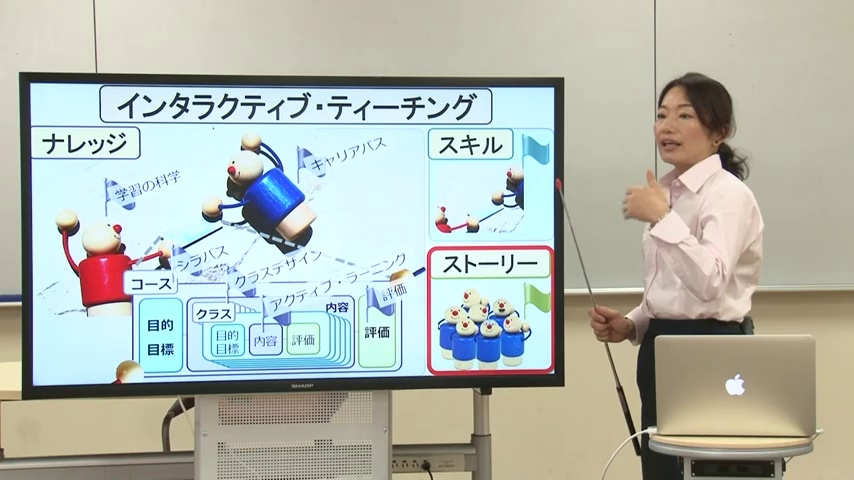 インタラクティブ・ティーチング
ナレッジ
学習の科学
キャリアパス
シラバス
クラスデザイン
アクティブ・ラーニング
評価
コース
目的
目標
クラス
目的
目標
内容
評価
内容
評価
スキル
ストーリー
SHARP